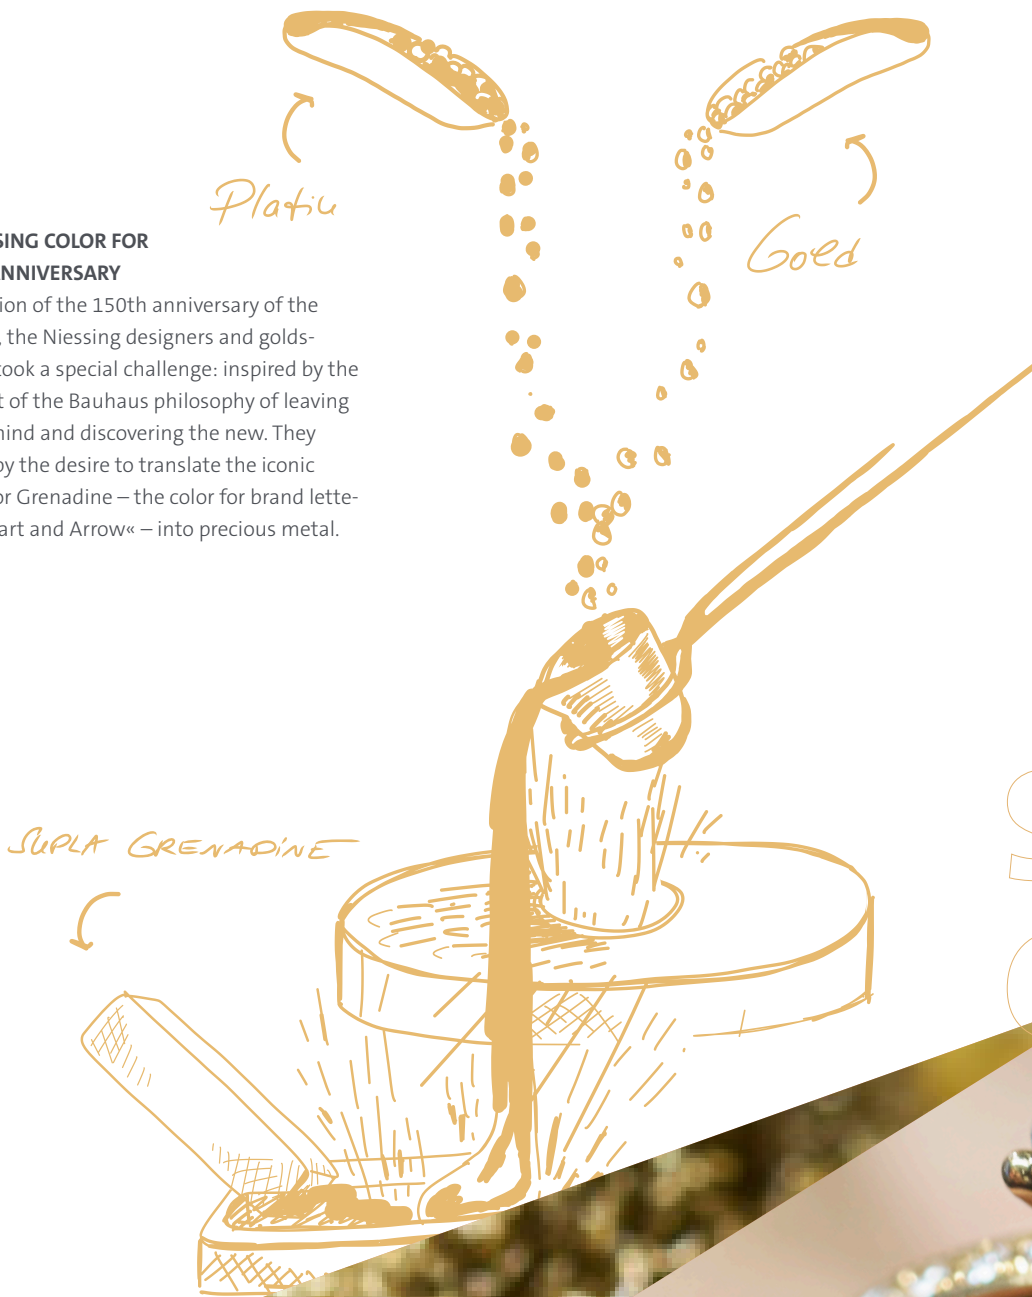 Platin
Gold
SING COLOR FOR
ANNIVERSARY
ion of the 150th anniversary of the
, the Niessing designers and golds-
took a special challenge: inspired by the
t of the Bauhaus philosophy of leaving
hind and discovering the new. They
by the desire to translate the iconic
or Grenadine – the color for brand lette-
art and Arrow« – into precious metal.
SUPLA GRENADINE